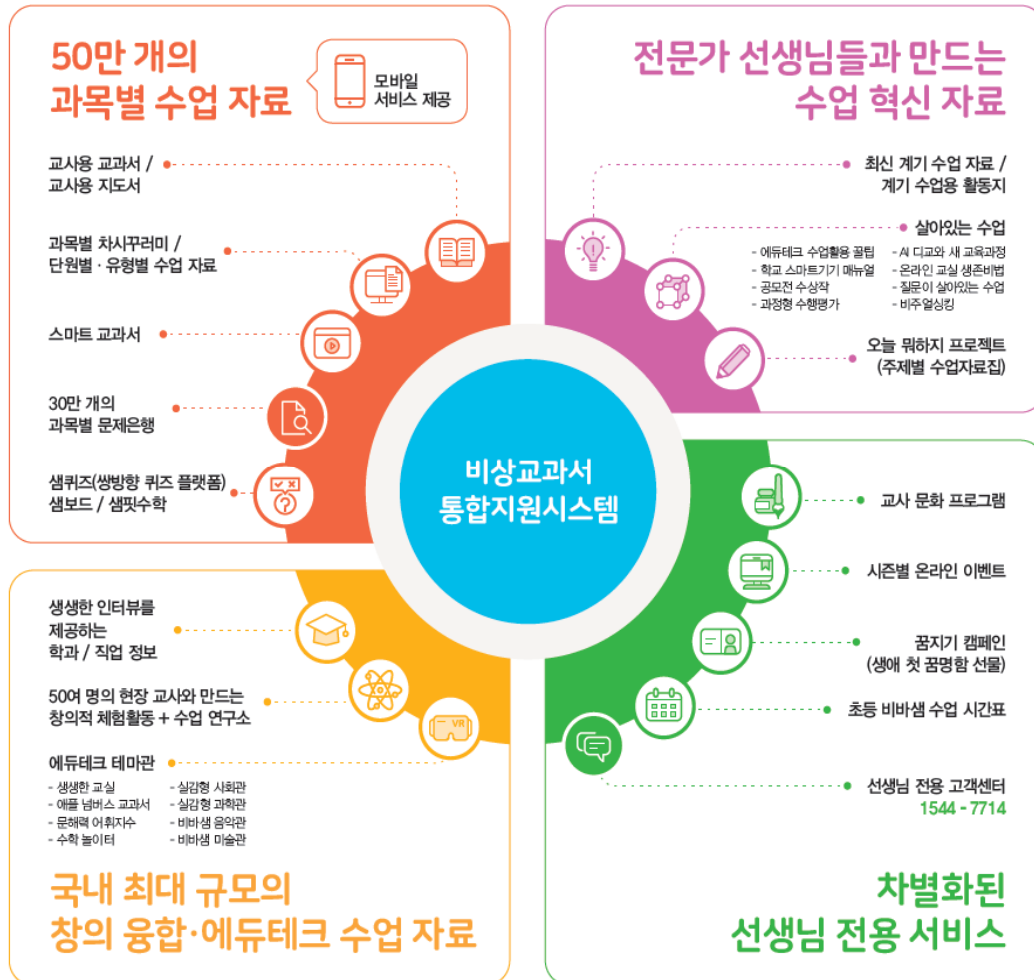 50만 개의
과목별 수업 자료
모바일
서비스 제공
교사용 교과서 /
교사용 지도서
과목별 차시꾸러미 /
단원별 · 유형별 수업 자료
스마트 교과서
30만 개의
과목별 문제은행
샘퀴즈(쌍방향 퀴즈 플랫폼)
샘보드 / 샘핏수학
전문가 선생님들과 만드는
수업 혁신 자료
최신 계기 수업 자료 /
계기 수업용 활동지
살아있는 수업
- 에듀테크 수업활용 꿀팁
- 학교 스마트기기 매뉴얼
- 공모전 수상작
- 과정형 수행평가
- AI 디교와 새 교육과정
- 온라인 교실 생존비법
- 질문이 살아있는 수업
- 비주얼싱킹
오늘 뭐하지 프로젝트
(주제별 수업자료집)
비상교과서
통합지원시스템
생생한 인터뷰를
제공하는
학과 / 직업 정보
50여 명의 현장 교사와 만드는
창의적 체험활동 + 수업 연구소
에듀테크 테마관
- 생생한 교실
- 애플 넘버스 교과서
- 문해력 어휘지수
- 수학 놀이터
- 실감형 사회관
- 실감형 과학관
- 비바샘 음악관
- 비바샘 미술관
VR
국내 최대 규모의
창의 융합·에듀테크 수업 자료
교사 문화 프로그램
시즌별 온라인 이벤트
꿈지기 캠페인
(생애 첫 꿈명함 선물)
초등 비바샘 수업 시간표
선생님 전용 고객센터
1544 - 7714
차별화된
선생님 전용 서비스